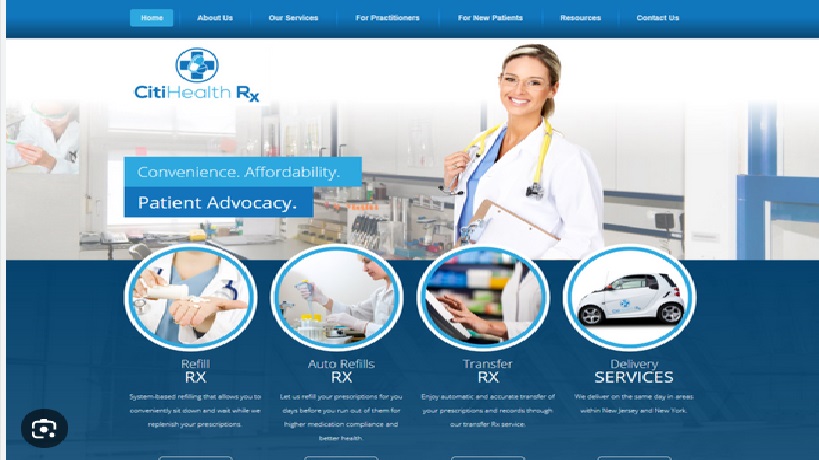 Home About Us Our Services For Practitioners For New Patients Resources Contact Us
CitiHealth Rx
Convenience. Affordability.
Patient Advocacy.
Refill
RX
System-based refilling that allows you to
conveniently sit down and wait while we
replenish your prescriptions.
Auto Refills
RX
Let us refill your prescriptions for you
days before you run out of them for
higher medication compliance and
better health.
Transfer
RX
Enjoy automatic and accurate transfer of
your prescriptions and records through
our transfer Rx service.
Delivery
SERVICES
We deliver on the same day in areas
within New Jersey and New York.